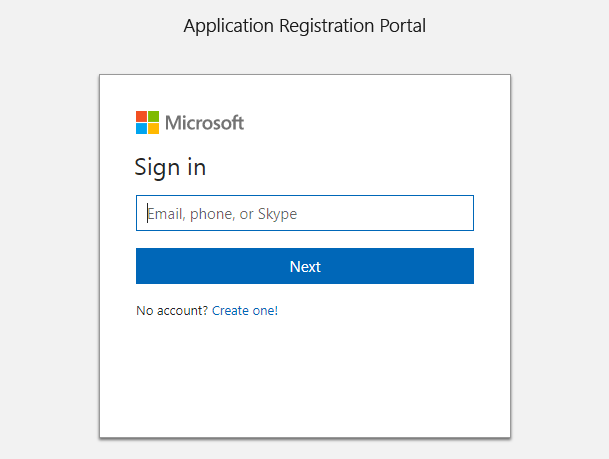 Application Registration Portal
Microsoft
Sign in
Email, phone, or Skype
Next
No account? Create one!